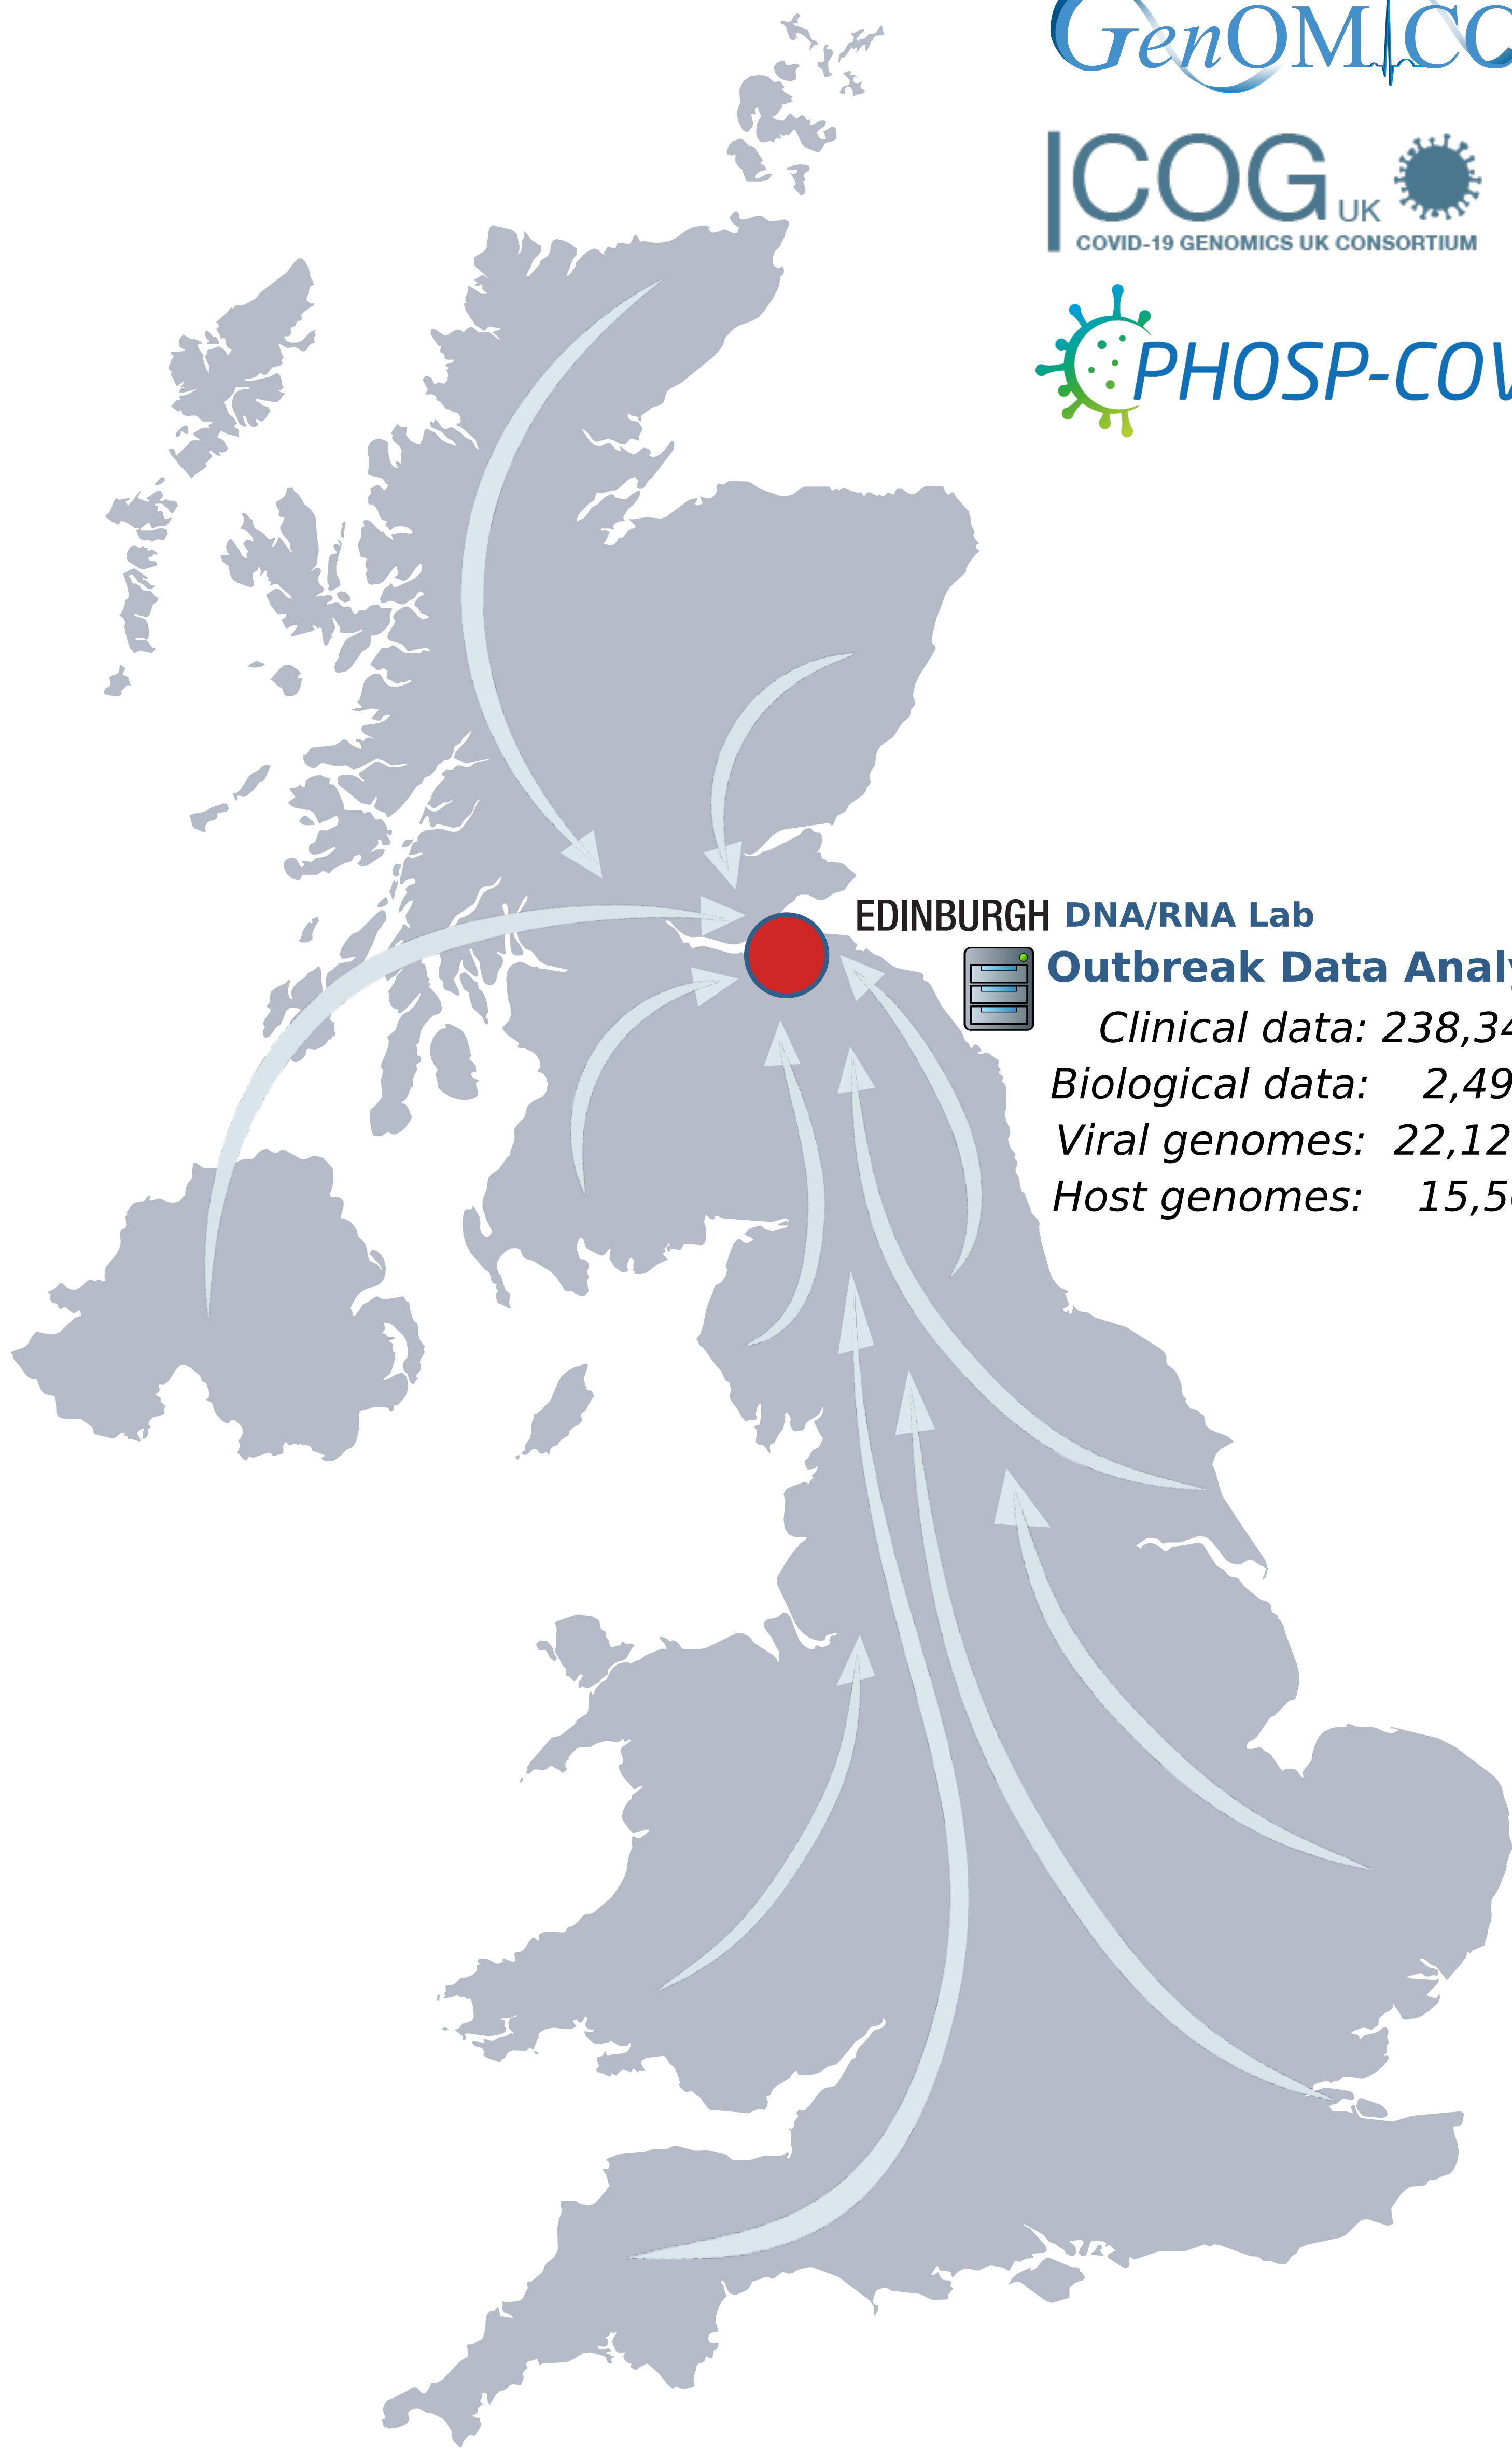 GenOMICC
COG UK
COVID-19 GENOMICS UK CONSORTIUM
PHOSP-COV
EDINBURGH DNA/RNA Lab
Outbreak Data Analy
Clinical data: 238,34
Biological data: 2,49
Viral genomes: 22,12
Host genomes: 15,5